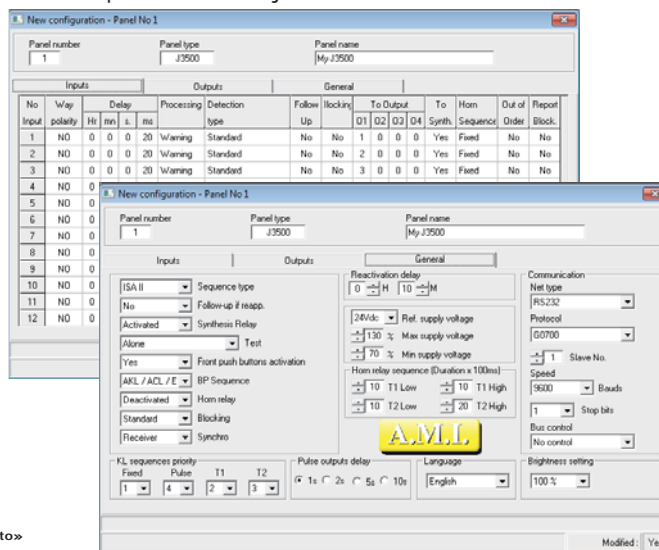 New configuration - Panel No 1
Panel number Panel type Panel name
1 J3500 My J3500
Inputs Outputs General
No Way Delay Processing Detection Follow To Output To Horn Out of Report
Input polarity Hr mn s. ms type Up 01 02 03 04 Synth. Sequence Order Block.
1 NO 0 0 0 20 Warning Standard No No 1 0 0 0 Yes Fixed No No
2 NO 0 0 0 20 Warning Standard No No 2 0 0 0 Yes Fixed No No
3 NO 0 0 0 20 Warning Standard No No 3 0 0 0 Yes Fixed No No
4 NO 0
5 NO 0
6 NO 0
7 NO 0
8 NO 0
9 NO 0
10 NO 0
11 NO 0
12 NO 0
New configuration - Panel No 1
Panel number Panel type Panel name
1 J3500 My J3500
Inputs Outputs General
ISA II Sequence type
No Follow-up if reapp.
Activated Synthesis Relay
Alone Test
Yes Front push buttons activation
AKL / ACL / E BP Sequence
Deactivated Horn relay
Standard Blocking
Receiver Synchro
Reactivation delay
0 H 10 M
24Vdc Ref. supply voltage
130 % Max supply voltage
70 % Min supply voltage
Horn relay sequence (Duration x 100ms)
10 T1 Low 10 T1 High
10 T2 Low 20 T2 High
A.M.I.
Communication
Net type
RS232
Protocol
G0700
1 Slave No.
Speed
9600 Bauds
1 Stop bits
Bus control
No control
KL sequences priority
Fixed Pulse T1 T2
1 4 2 3
Pulse outputs delay
1s 2s 5s 10s
Language
English
Brightness setting
100 %
Modified : Ye
to»